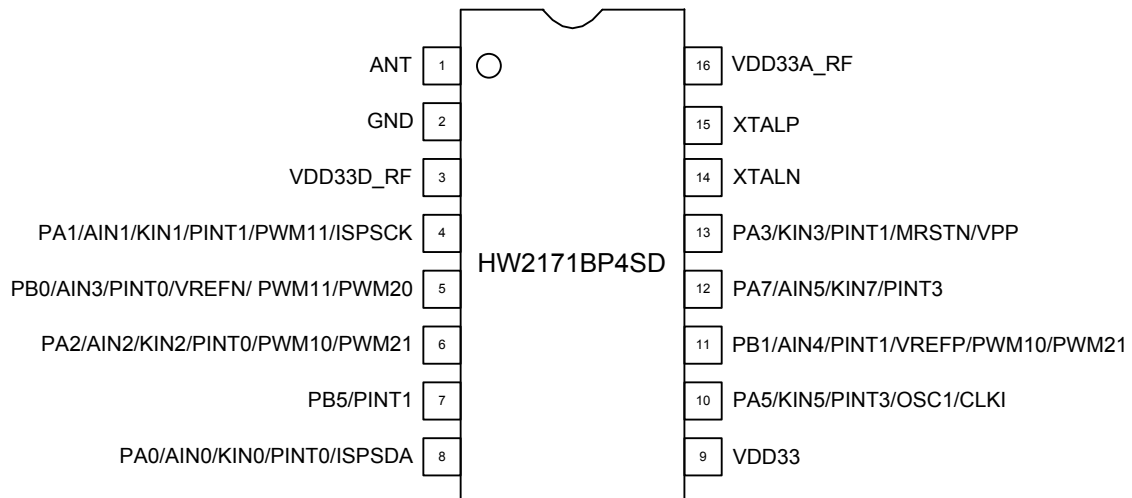 ANT 1
GND 2
VDD33D_RF 3
PA1/AIN1/KIN1/PINT1/PWM11/ISPSCK 4
PB0/AIN3/PINT0/VREFN/ PWM11/PWM20 5
PA2/AIN2/KIN2/PINT0/PWM10/PWM21 6
PB5/PINT1 7
PA0/AIN0/KIN0/PINT0/ISPSDA 8
HW2171BP4SD
16 VDD33A_RF
15 XTALP
14 XTALN
13 PA3/KIN3/PINT1/MRSTN/VPP
12 PA7/AIN5/KIN7/PINT3
11 PB1/AIN4/PINT1/VREFP/PWM10/PWM21
10 PA5/KIN5/PINT3/OSC1/CLKI
9 VDD33